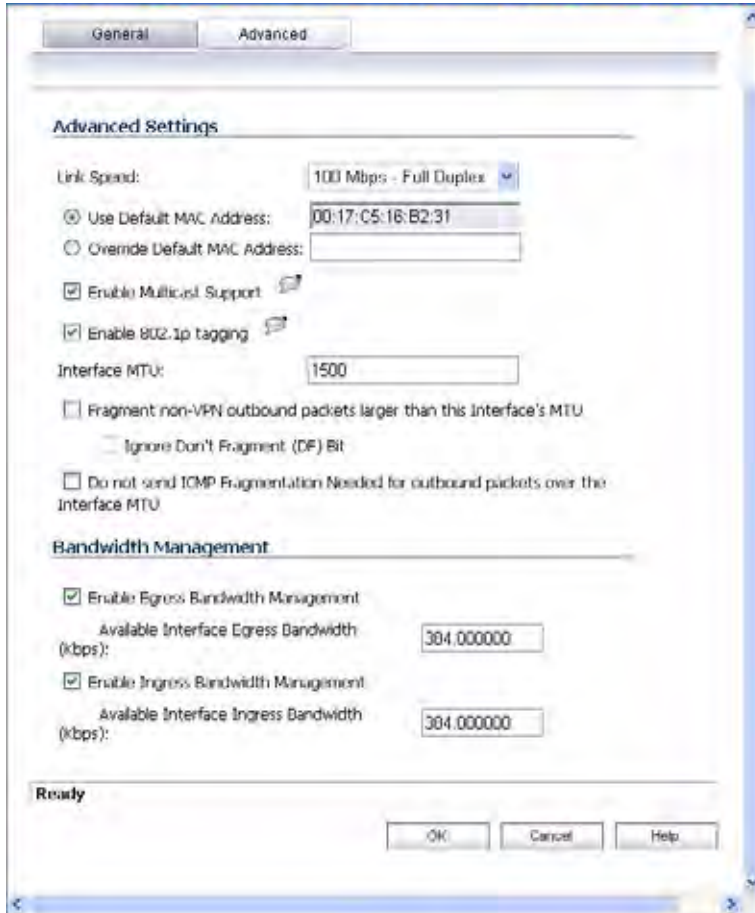 General
Advanced
Advanced Settings
Link Speed:
100 Mbps - Full Duplex
Use Default MAC Address:
00:17:C5:16:B2:31
Override Default MAC Address:
Enable Multicast Support
Enable 802.1p tagging
Interface MTU:
1500
Fragment non-VPN outbound packets larger than this Interface's MTU
Ignore Don't Fragment (DF) Bit
Do not send ICMP Fragmentation Needed for outbound packets over the
Interface MTU
Bandwidth Management
Enable Egress Bandwidth Management
Available Interface Egress Bandwidth
(kbps):
384.000000
Enable Ingress Bandwidth Management
Available Interface Ingress Bandwidth
(kbps):
384.000000
Ready
OK
Cancel
Help